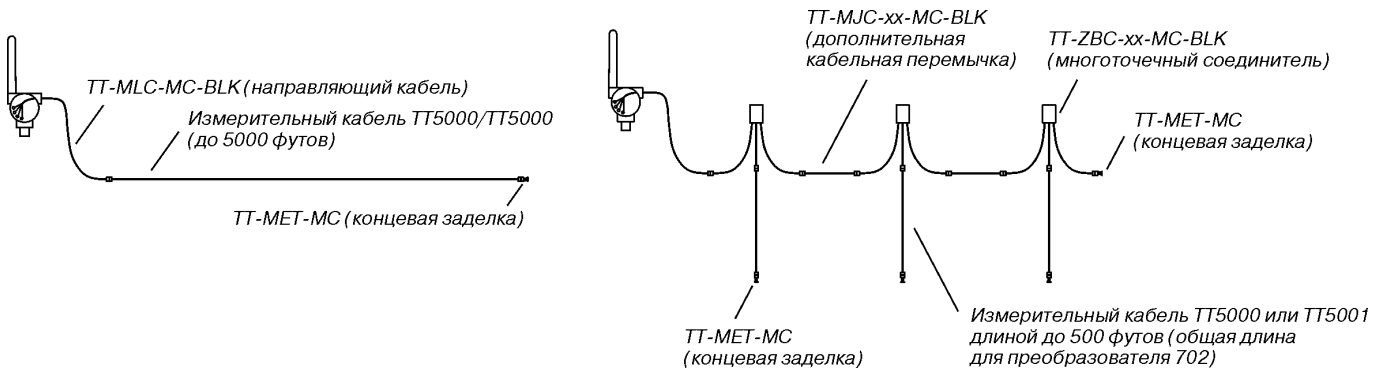 TT-MLC-MC-BLK (направляющий кабель)
Измерительный кабель TT5000/TT5000
(до 5000 футов)
TT-MET-MC (концевая заделка)
TT-MJC-xx-MC-BLK
(дополнительная
кабельная перемычка)
TT-ZBC-xx-MC-BLK
(многоточечный соединитель)
TT-MET-MC
(концевая заделка)
TT-MET-MC
(концевая заделка)
Измерительный кабель TT5000 или TT5001
длиной до 500 футов (общая длина
для преобразователя 702)